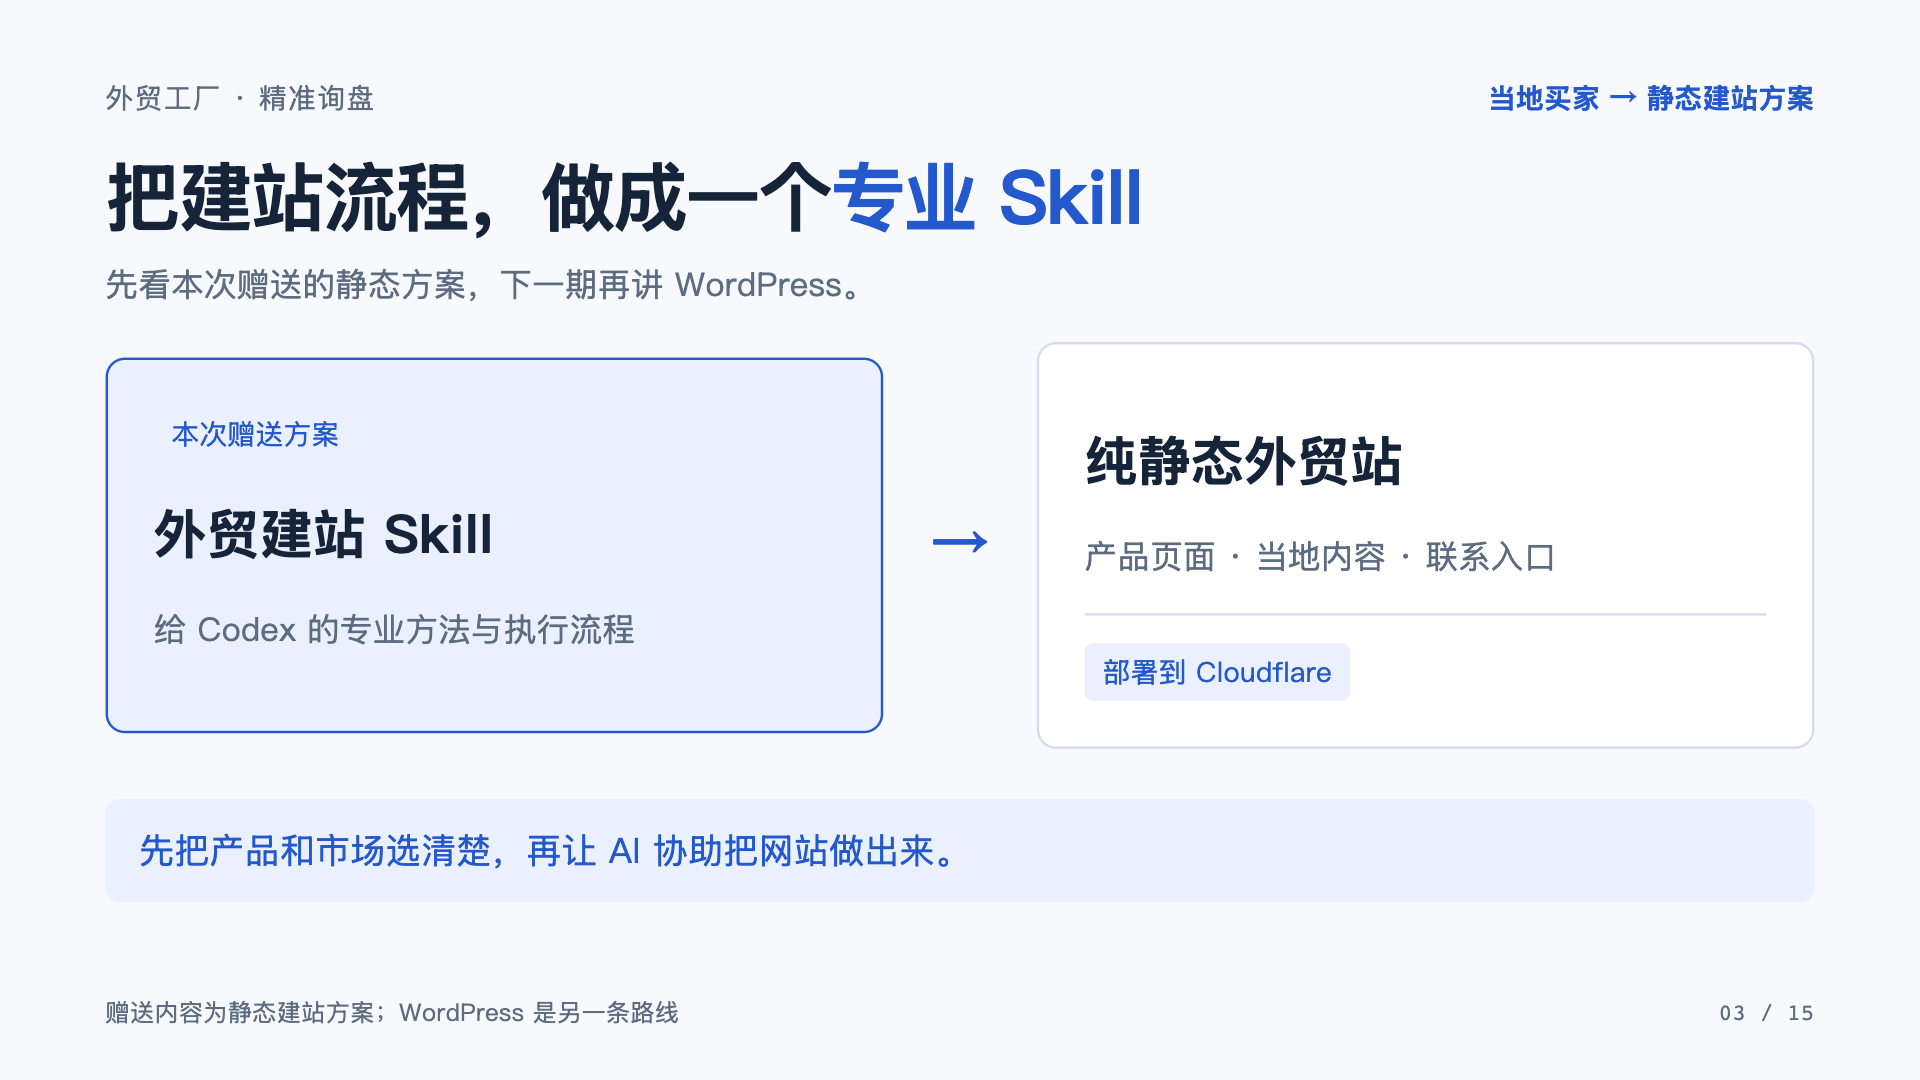 外贸工厂 · 精准询盘
当地买家 → 静态建站方案
把建站流程，做成一个专业 Skill
先看本次赠送的静态方案，下一期再讲 WordPress。
本次赠送方案
外贸建站 Skill
给 Codex 的专业方法与执行流程
→
纯静态外贸站
产品页面 · 当地内容 · 联系入口
部署到 Cloudflare
先把产品和市场选清楚，再让 AI 协助把网站做出来。
赠送内容为静态建站方案；WordPress 是另一条路线
03 / 15